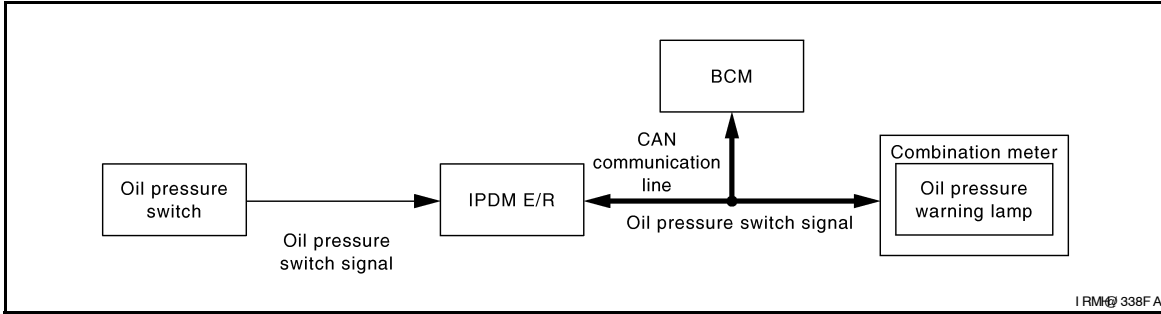 BCM
CAN
communication
line
Combination meter
Oil pressure
warning lamp
Oil pressure
switch
IPDM E/R
Oil pressure switch signal
Oil pressure
switch signal